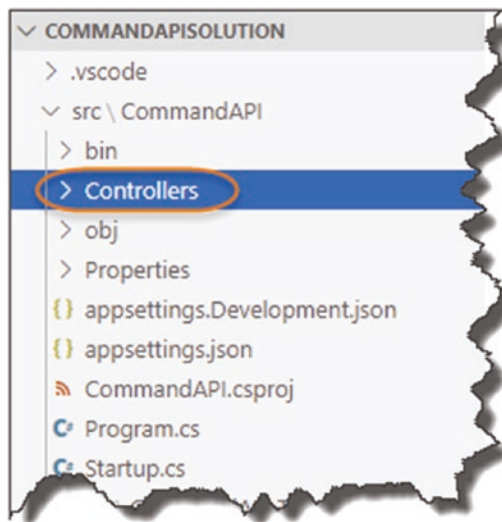 COMMANDAPISOLUTION
.vscode
src \ CommandAPI
bin
Controllers
obj
Properties
{} appsettings.Development.json
{} appsettings.json
CommandAPI.csproj
C# Program.cs
C# Startup.cs